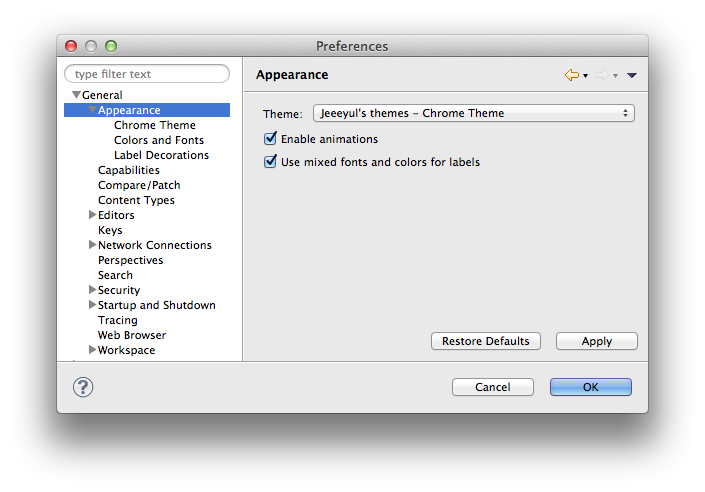 Preferences
type filter text
General
Appearance
Chrome Theme
Colors and Fonts
Label Decorations
Capabilities
Compare/Patch
Content Types
Editors
Keys
Network Connections
Perspectives
Search
Security
Startup and Shutdown
Tracing
Web Browser
Workspace
Appearance
Theme: Jeeeyul's themes – Chrome Theme
Enable animations
Use mixed fonts and colors for labels
Restore Defaults Apply
? Cancel OK